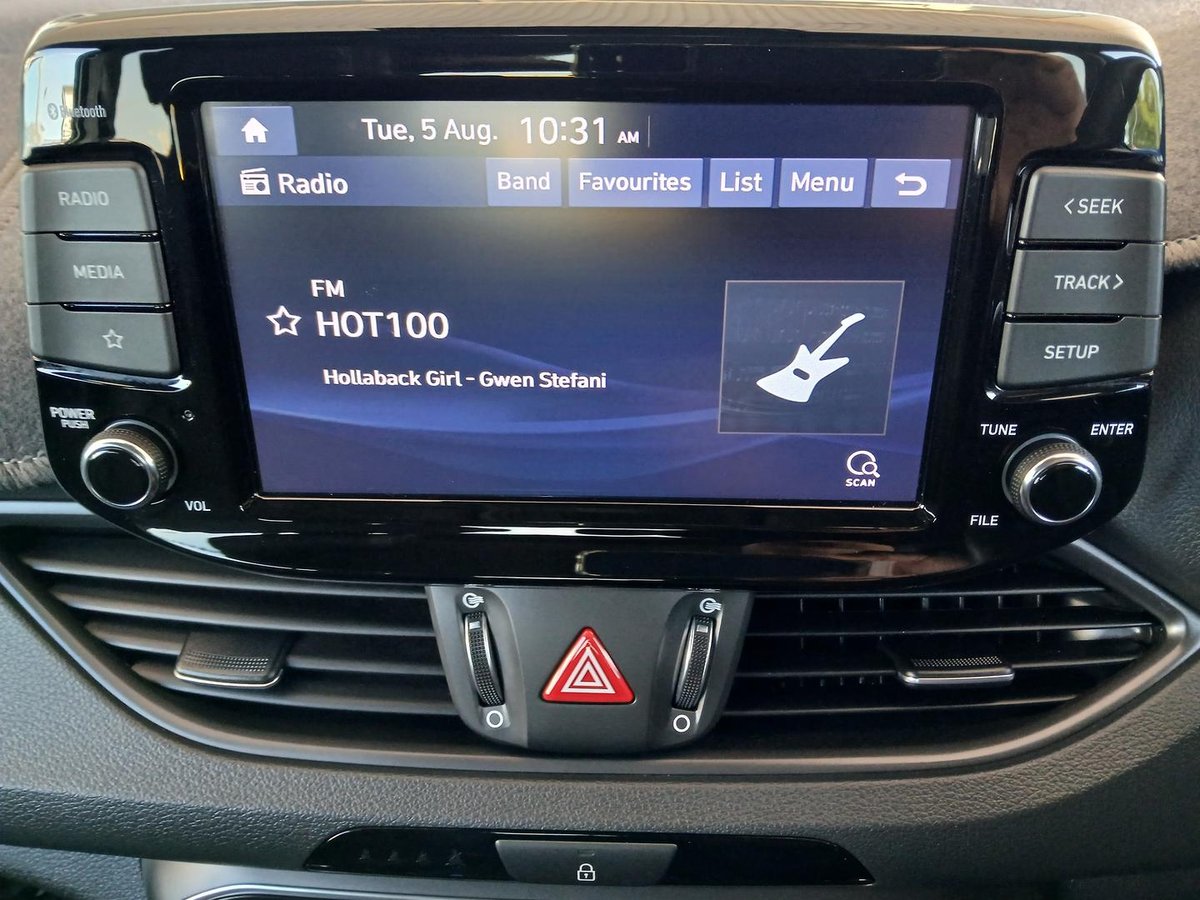 Bluetooth
Tue, 5 Aug. 10:31 AM
Radio Band Favourites List Menu
RADIO
MEDIA
FM
HOT100
Hollaback Girl - Gwen Stefani
SCAN
< SEEK
TRACK >
SETUP
POWER
PUSH
VOL
TUNE ENTER
FILE